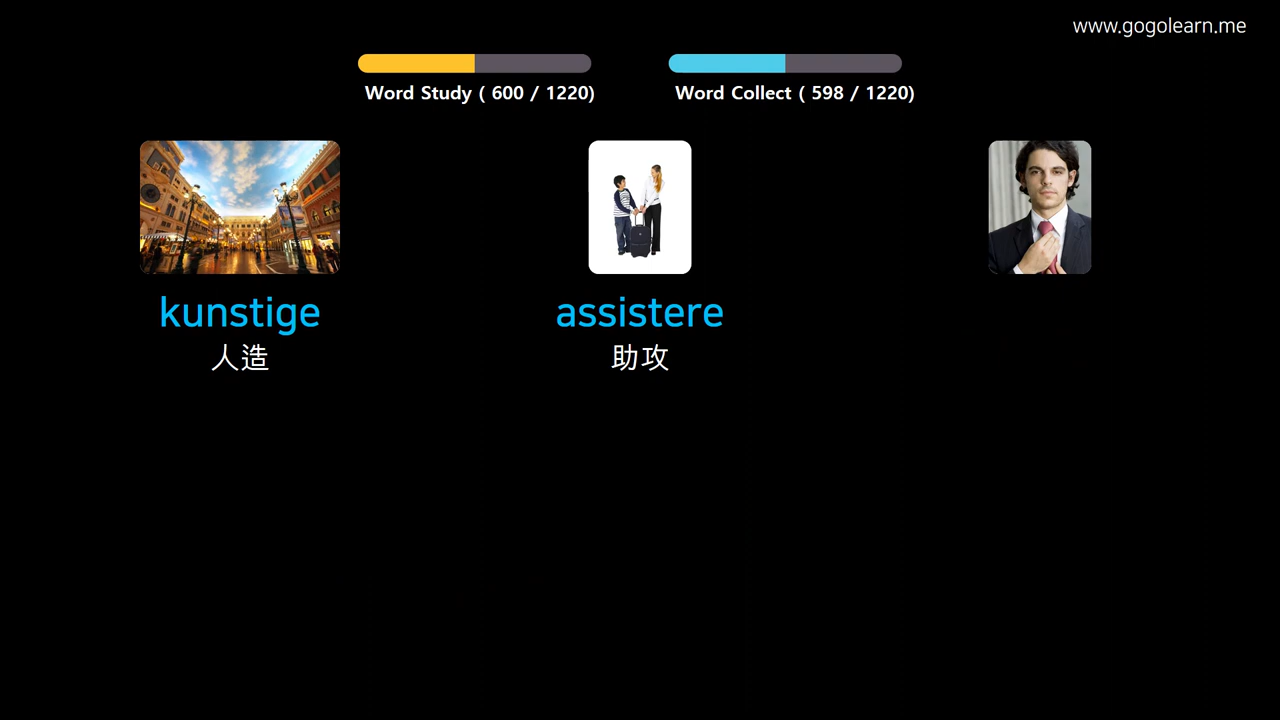 www.gogolearn.me
Word Study ( 600 / 1220)
Word Collect ( 598 / 1220)
kunstige
人造
assistere
助攻